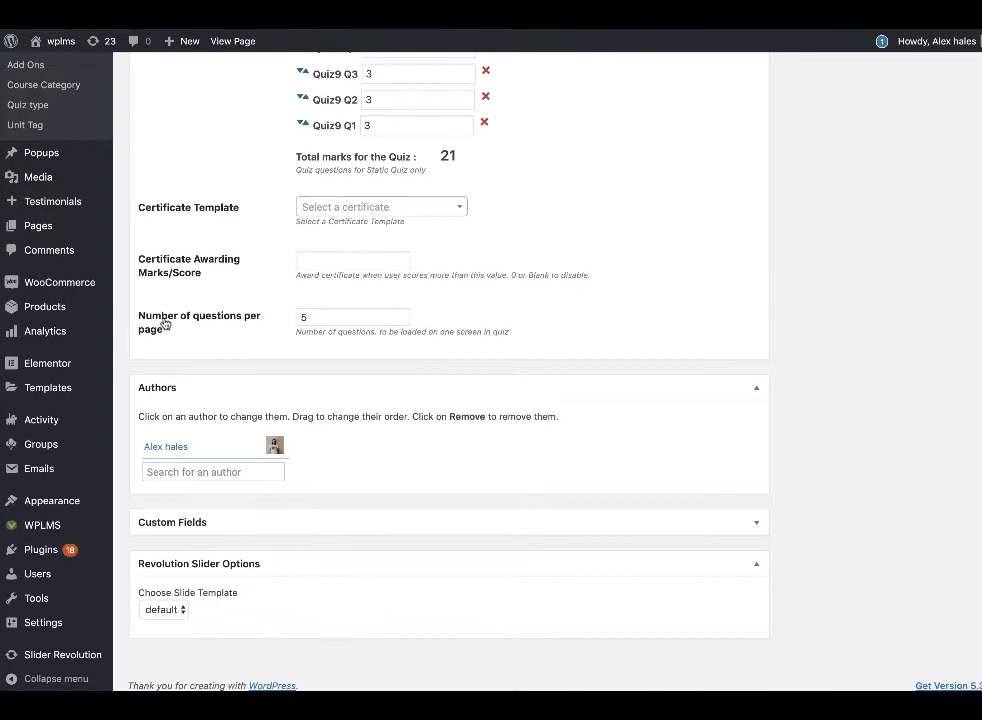 wplms 23 0 New View Page 1 Howdy, Alex hales
Add Ons
Course Category
Quiz type
Unit Tag
Popups
Media
Testimonials
Pages
Comments
WooCommerce
Products
Analytics
Elementor
Templates
Activity
Groups
Emails
Appearance
WPLMS
Plugins 18
Users
Tools
Settings
Slider Revolution
Collapse menu
Quiz9 Q3 3
Quiz9 Q2 3
Quiz9 Q1 3
Total marks for the Quiz : 21
Quiz questions for Static Quiz only
Certificate Template Select a certificate
Select a Certificate Template
Certificate Awarding
Marks/Score
Award certificate when user scores more than this value. 0 or Blank to disable.
Number of questions per
page
5
Number of questions. to be loaded on one screen in quiz
Authors
Click on an author to change them. Drag to change their order. Click on Remove to remove them.
Alex hales
Search for an author
Custom Fields
Revolution Slider Options
Choose Slide Template
default
Thank you for creating with WordPress. Get Version 5.3